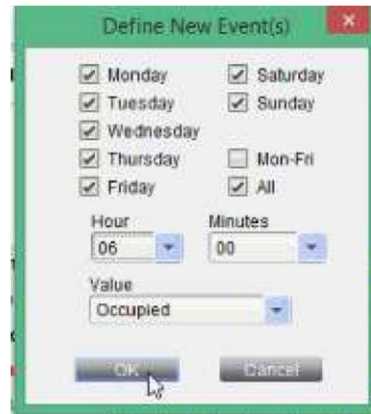 Define New Event(s)
Monday Saturday
Tuesday Sunday
Wednesday
Thursday Mon-Fri
Friday All
Hour Minutes
06 00
Value
Occupied
OK Cancel